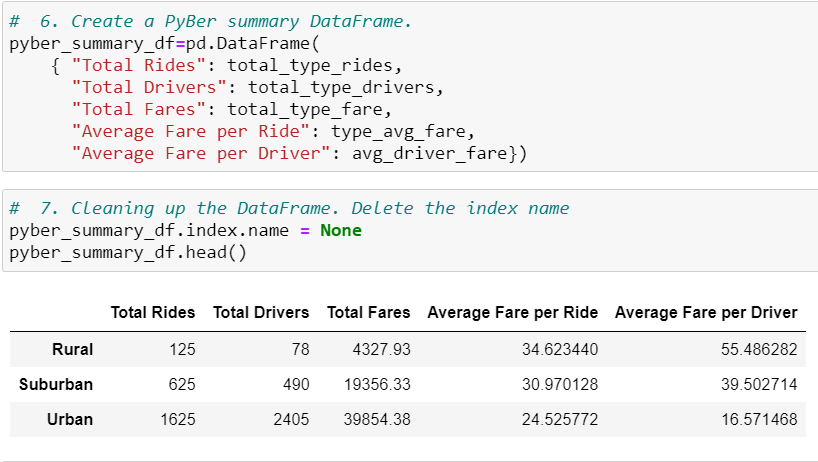 #  6. Create a PyBer summary DataFrame.
pyber_summary_df=pd.DataFrame(
    { "Total Rides": total_type_rides,
      "Total Drivers": total_type_drivers,
      "Total Fares": total_type_fare,
      "Average Fare per Ride": type_avg_fare,
      "Average Fare per Driver": avg_driver_fare})
#  7. Cleaning up the DataFrame. Delete the index name
pyber_summary_df.index.name = None
pyber_summary_df.head()
Total Rides Total Drivers Total Fares Average Fare per Ride Average Fare per Driver
Rural 125 78 4327.93 34.623440 55.486282
Suburban 625 490 19356.33 30.970128 39.502714
Urban 1625 2405 39854.38 24.525772 16.571468